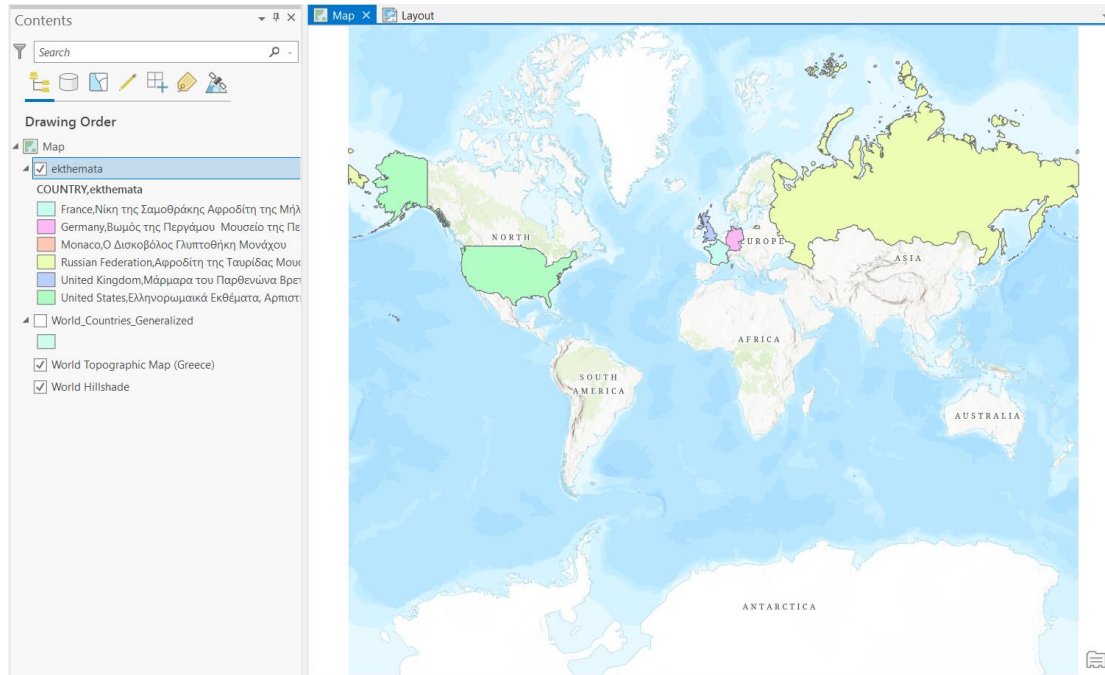 Contents
Search
Drawing Order
Map
ekthemata
COUNTRY,ekthemata
France,Νίκη της Σαμοθράκης Αφροδίτη της Μήλ
Germany,Βωμός της Περγάμου Μουσείο της Πε
Monaco,Ο Δισκοβόλος Γλυπτοθήκη Μονάχου
Russian Federation,Αφροδίτη της Ταυρίδας Μου
United Kingdom,Μάρμαρα του Παρθενώνα Βρε
United States,Ελληνορωμαικά Εκθέματα, Αρπιστ
World_Countries_Generalized
World Topographic Map (Greece)
World Hillshade
Map
Layout
NORTH
EUROPE
ASIA
AFRICA
SOUTH
AMERICA
AUSTRALIA
ANTARCTICA